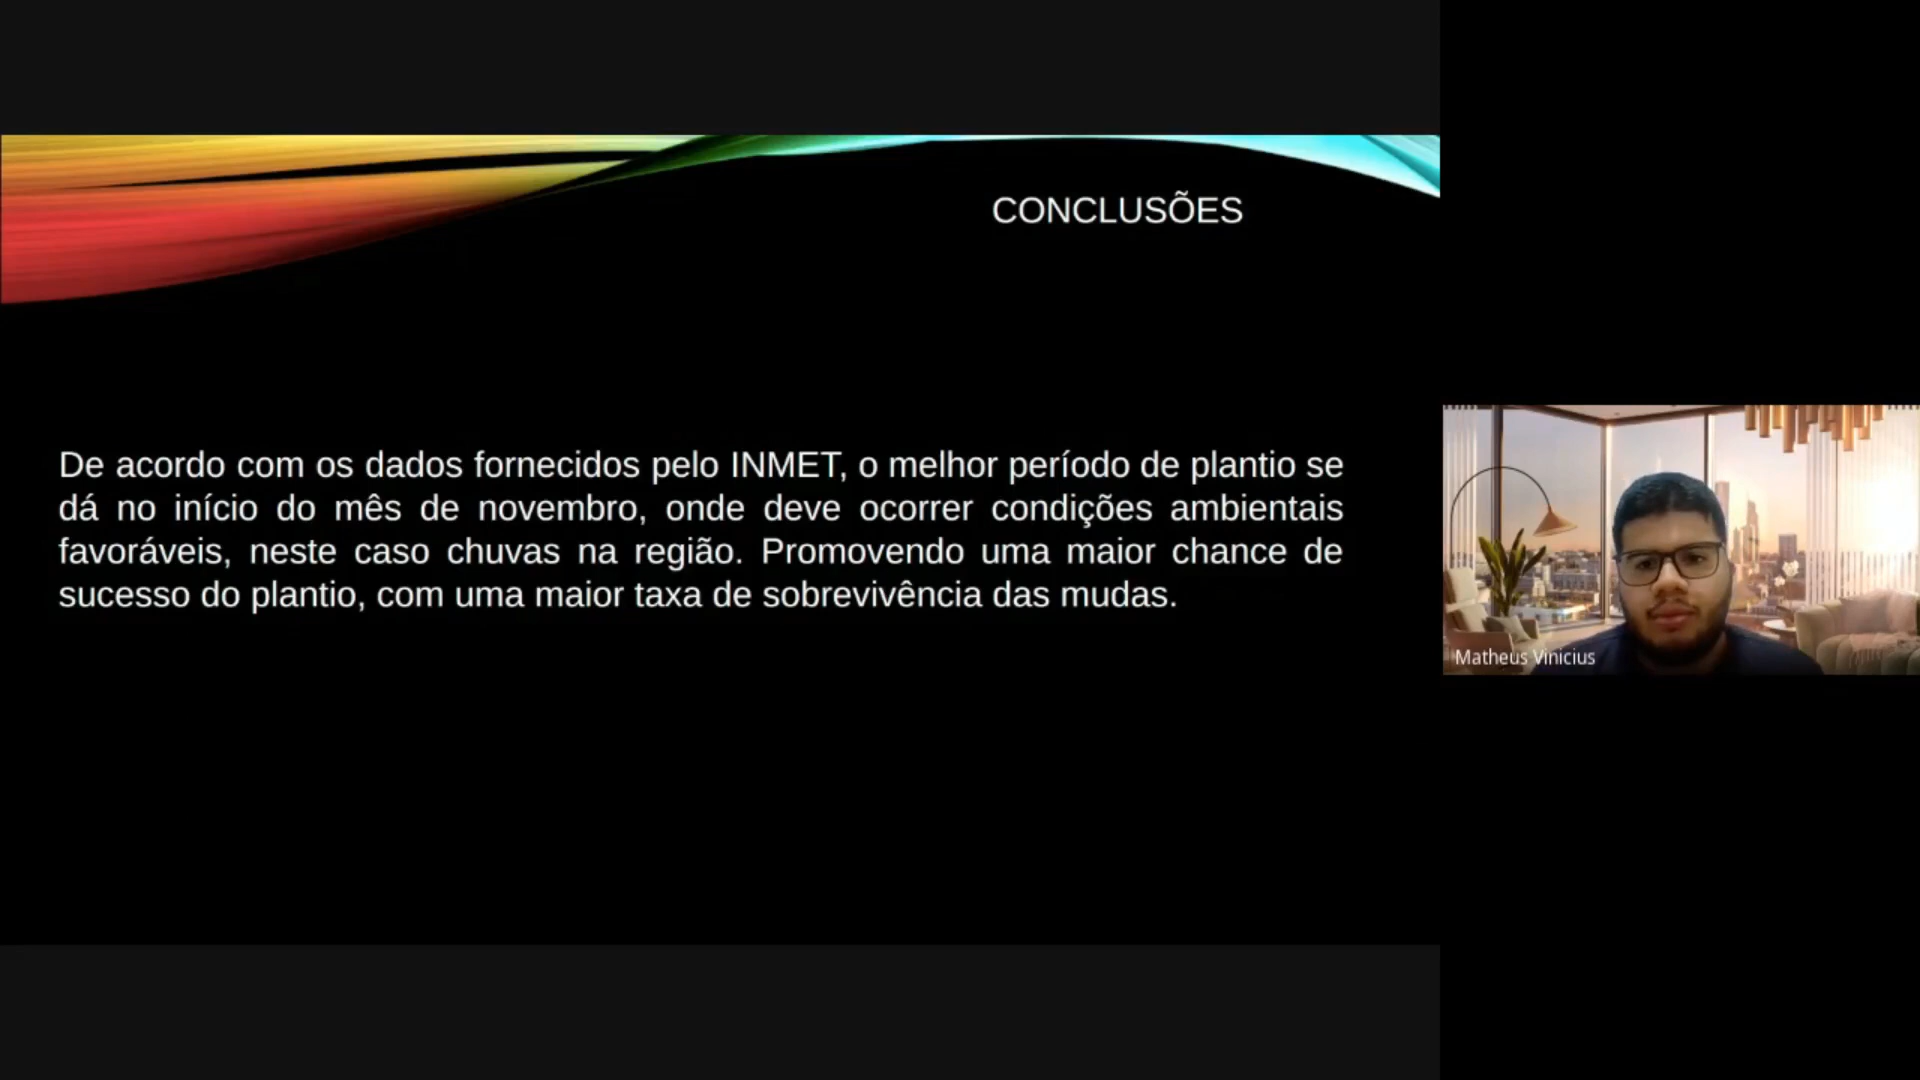 CONCLUSÕES
De acordo com os dados fornecidos pelo INMET, o melhor período de plantio se
dá no início do mês de novembro, onde deve ocorrer condições ambientais
favoráveis, neste caso chuvas na região. Promovendo uma maior chance de
sucesso do plantio, com uma maior taxa de sobrevivência das mudas.
Matheus Vinicius